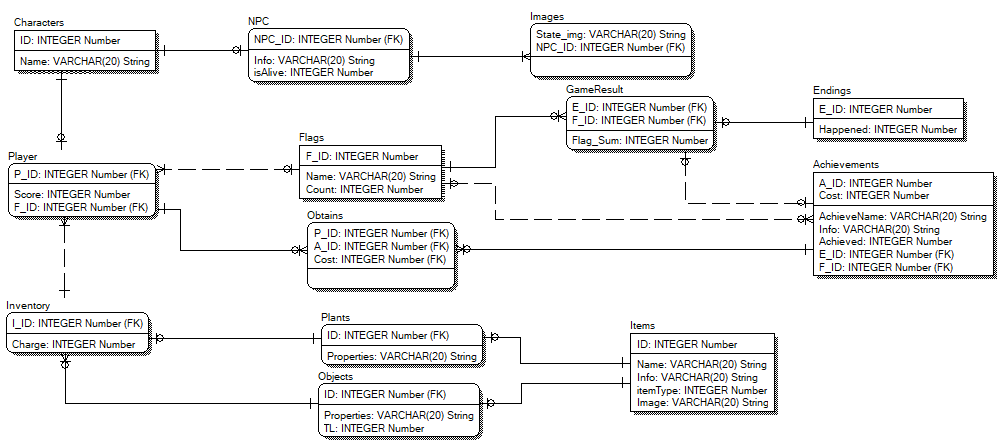 Characters
ID: INTEGER Number
Name: VARCHAR(20) String
NPC
NPC_ID: INTEGER Number (FK)
Info: VARCHAR(20) String
isAlive: INTEGER Number
Images
State_img: VARCHAR(20) String
NPC_ID: INTEGER Number (FK)
GameResult
E_ID: INTEGER Number (FK)
F_ID: INTEGER Number (FK)
Flag_Sum: INTEGER Number
Endings
E_ID: INTEGER Number
Happened: INTEGER Number
Player
P_ID: INTEGER Number (FK)
Score: INTEGER Number
F_ID: INTEGER Number (FK)
Flags
F_ID: INTEGER Number
Name: VARCHAR(20) String
Count: INTEGER Number
Achievements
A_ID: INTEGER Number
Cost: INTEGER Number
AchieveName: VARCHAR(20) String
Info: VARCHAR(20) String
Achieved: INTEGER Number
E_ID: INTEGER Number (FK)
F_ID: INTEGER Number (FK)
Obtains
P_ID: INTEGER Number (FK)
A_ID: INTEGER Number (FK)
Cost: INTEGER Number (FK)
Inventory
I_ID: INTEGER Number (FK)
Charge: INTEGER Number
Plants
ID: INTEGER Number (FK)
Properties: VARCHAR(20) String
Items
ID: INTEGER Number
Name: VARCHAR(20) String
Info: VARCHAR(20) String
itemType: INTEGER Number
Image: VARCHAR(20) String
Objects
ID: INTEGER Number (FK)
Properties: VARCHAR(20) String
TL: INTEGER Number